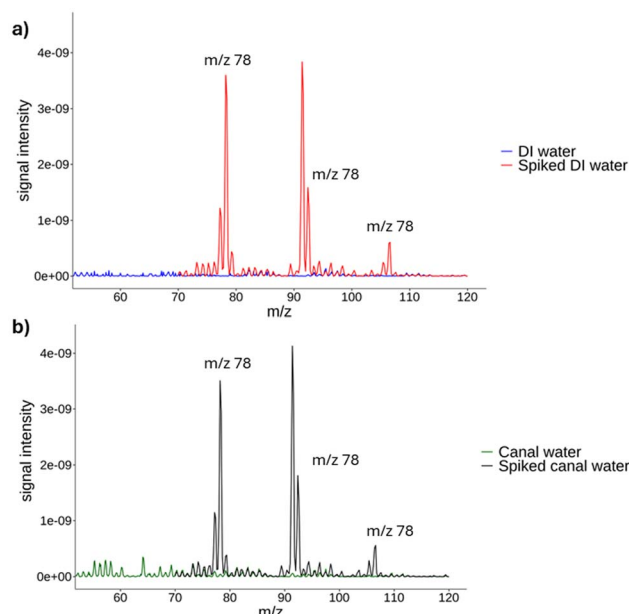 a)
4e-09
3e-09
2e-09
1e-09
0e+00
signal intensity
m/z 78
m/z 78
m/z 78
60 70 80 90 100 110 120
m/z
DI water
Spiked DI water
b)
4e-09
3e-09
2e-09
1e-09
0e+00
signal intensity
m/z 78
m/z 78
m/z 78
60 70 80 90 100 110 120
m/z
Canal water
Spiked canal water